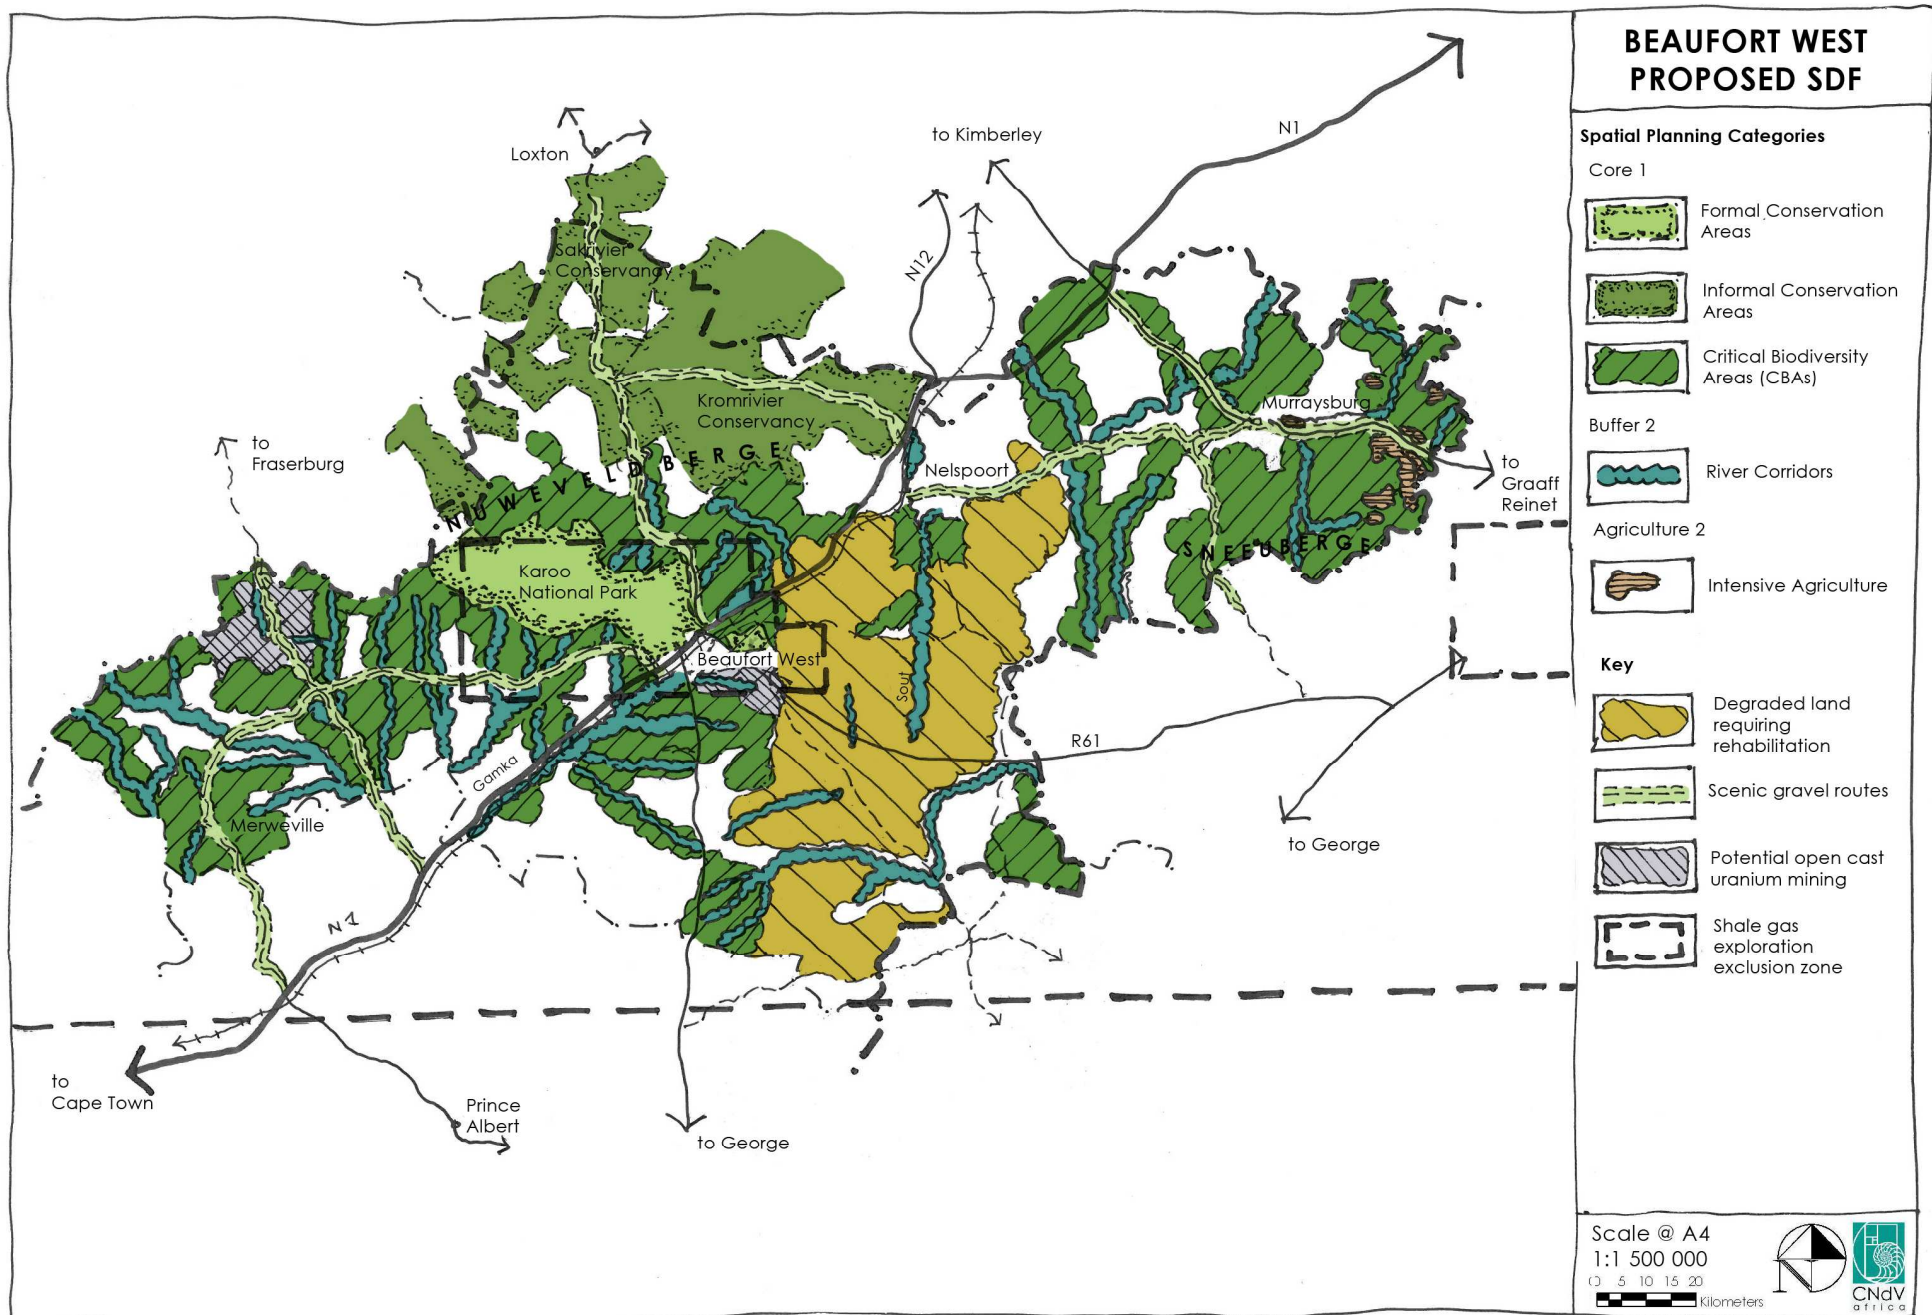 BEAUFORT WEST
PROPOSED SDF
Spatial Planning Categories
Core 1
Formal Conservation
Areas
Informal Conservation
Areas
Critical Biodiversity
Areas (CBAs)
Buffer 2
River Corridors
Agriculture 2
Intensive Agriculture
Key
Degraded land
requiring
rehabilitation
Scenic gravel routes
Potential open cast
uranium mining
Shale gas
exploration
exclusion zone
Scale @ A4
1:1 500 000
0 5 10 15 20
Kilometers
N
CNdV
africa
N1
to Kimberley
Loxton
N12
Sakrivier
Conservancy
Kromrivier
Conservancy
Murraysburg
to
Fraserburg
NUWEVELDBERGE
Nelspoort
to
Graaff
Reinet
SNEEUBERGE
Karoo
National Park
Beaufort West
Sout
R61
Gamka
Merweville
to George
N1
to
Cape Town
Prince
Albert
to George